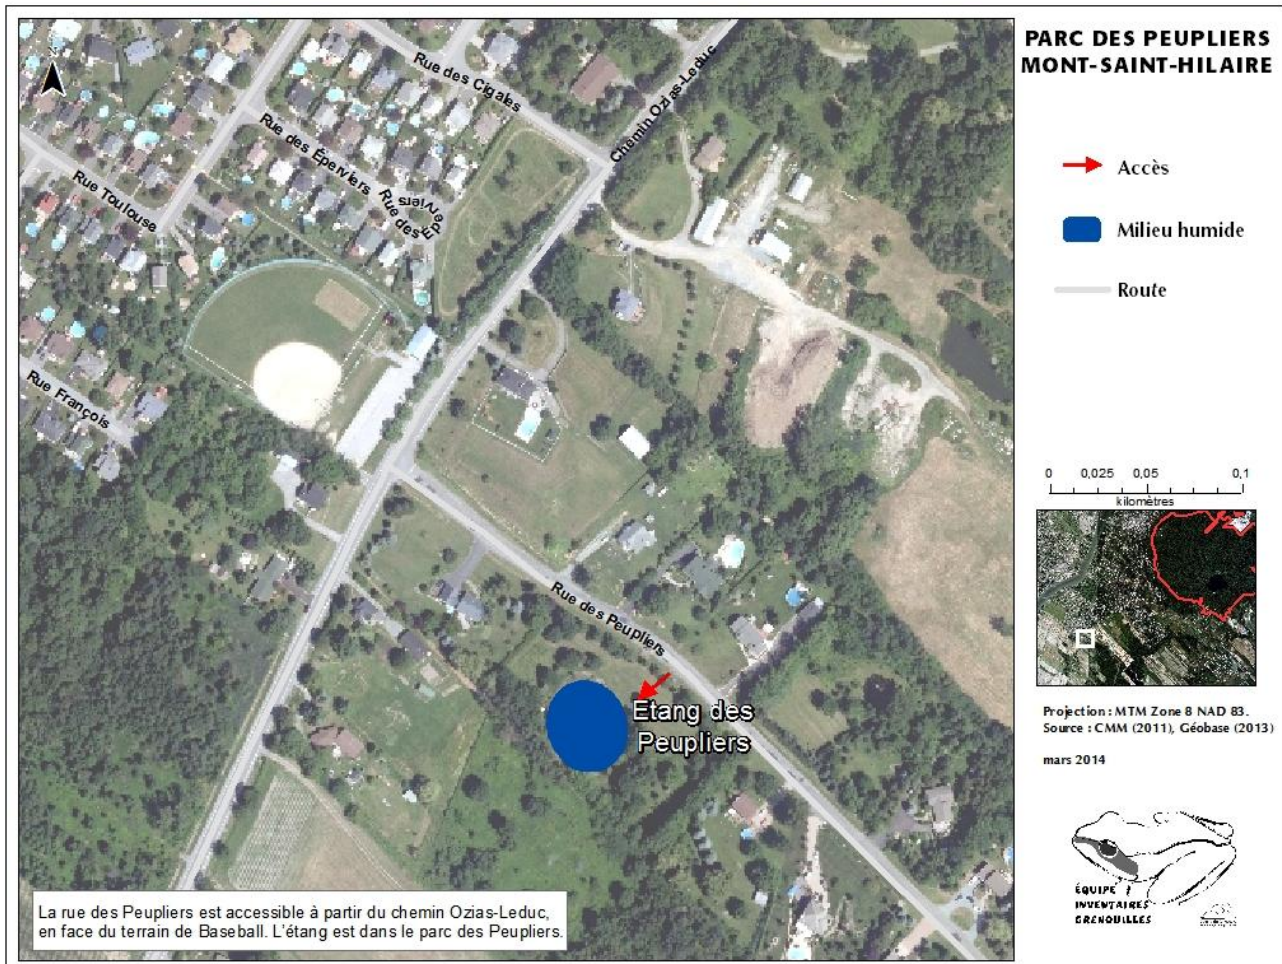 PARC DES PEUPLIERS
MONT-SAINT-HILAIRE
Accès
Milieu humide
Route
0 0,025 0,05 0,1
kilomètres
Projection : MTM Zone 8 NAD 83.
Source : CMM (2011), Géobase (2013)
mars 2014
ÉQUIPE
INVENTAIRES
GRENOUILLES
Rue des Cigales
Chemin Ozias-Leduc
Rue des Éperviers
Rue des Éperviers
Rue Toulouse
Rue François
Rue des Peupliers
Etang des
Peupliers
La rue des Peupliers est accessible à partir du chemin Ozias-Leduc,
en face du terrain de Baseball. L'étang est dans le parc des Peupliers.